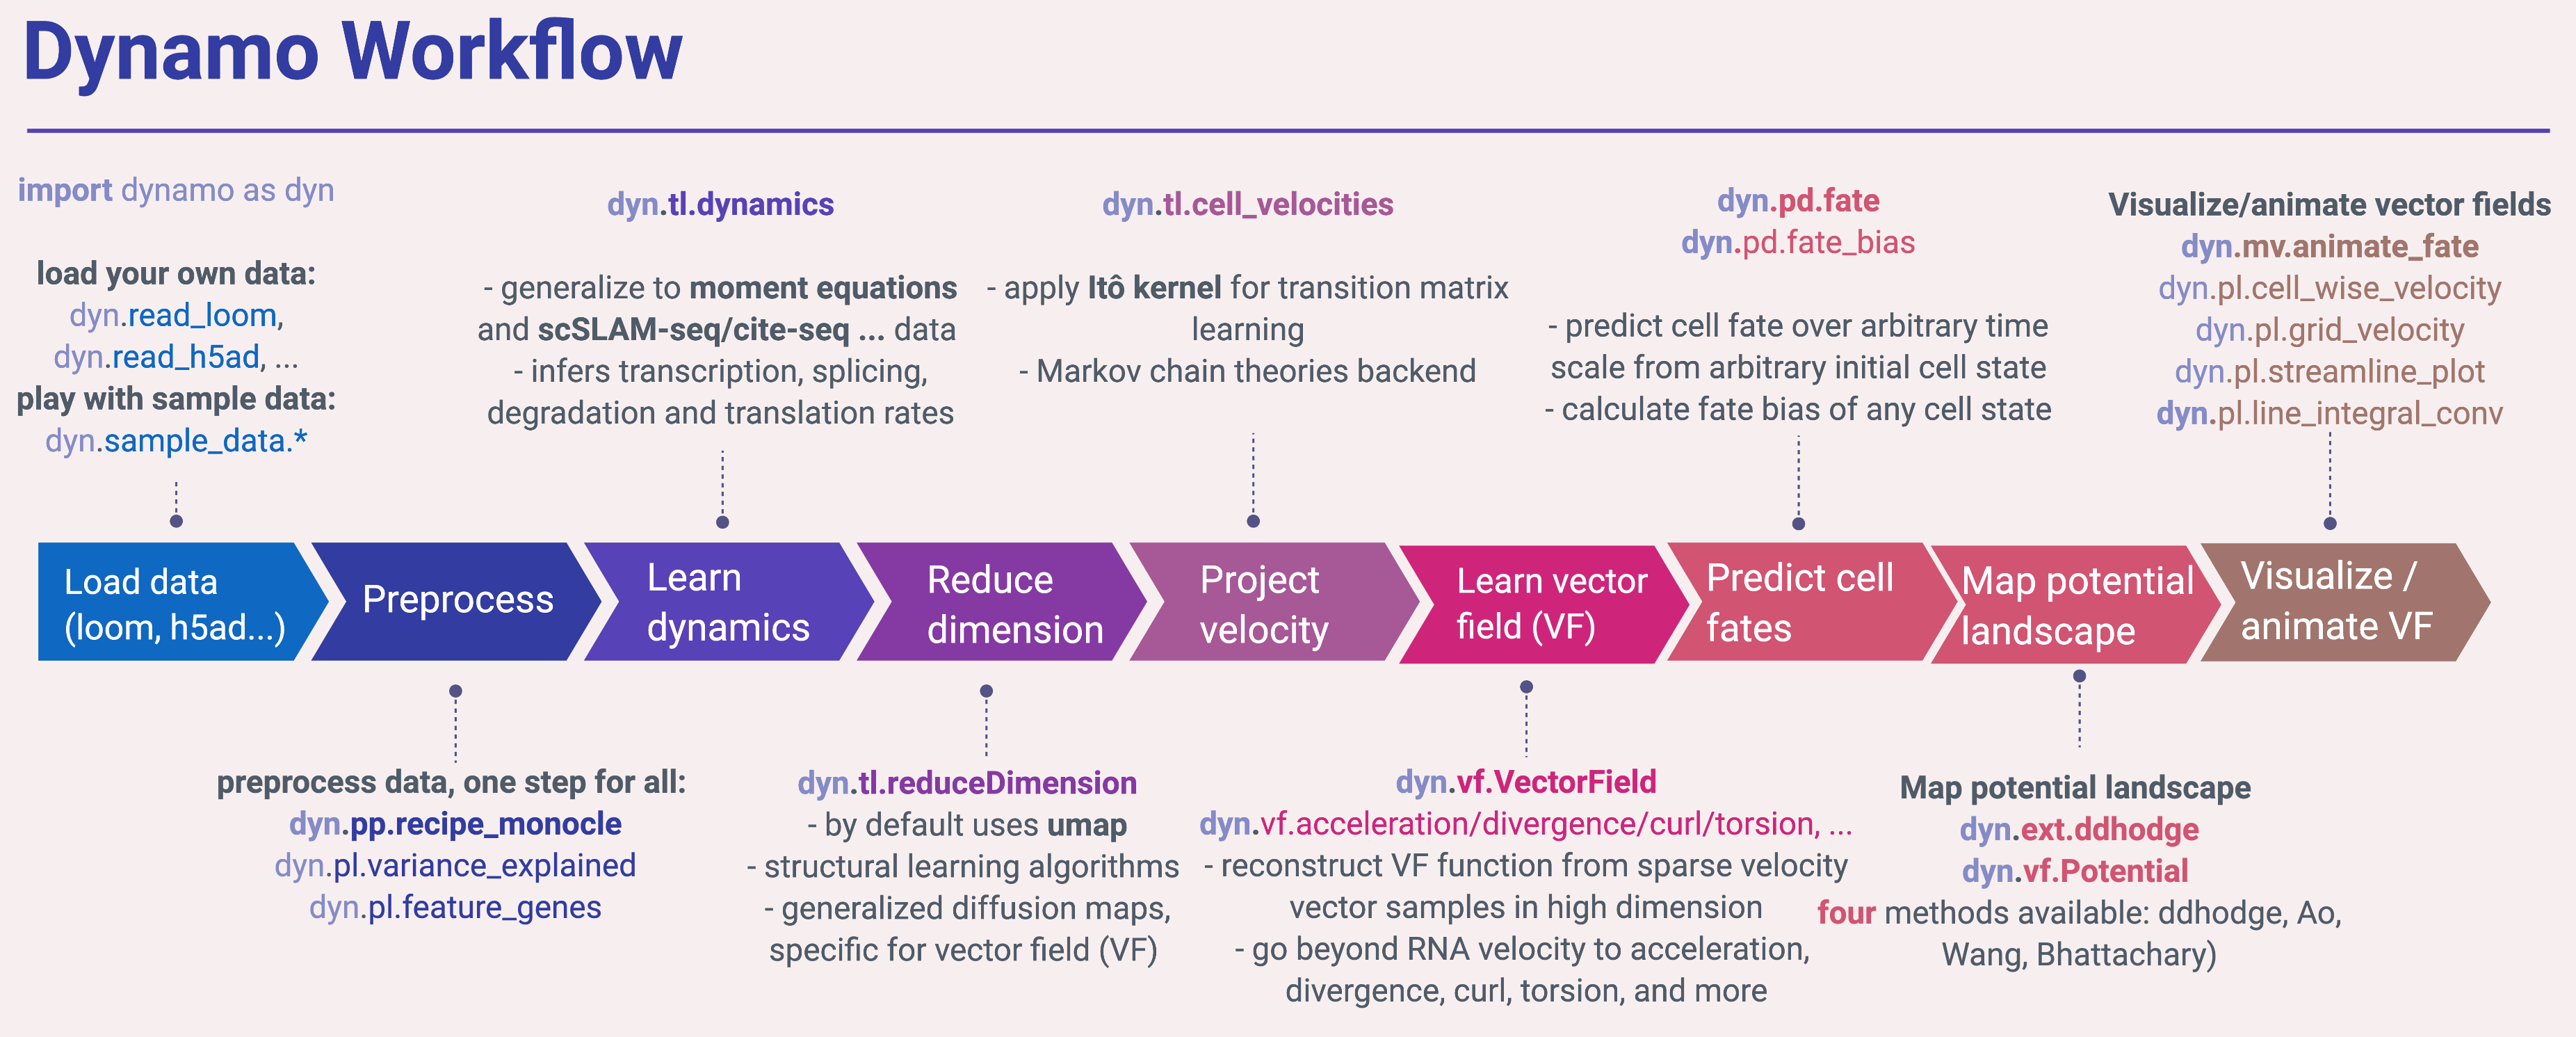 Dynamo Workflow
import dynamo as dyn
load your own data:
dyn.read_loom,
dyn.read_h5ad, ...
play with sample data:
dyn.sample_data.*
dyn.tl.dynamics
- generalize to moment equations
and scSLAM-seq/cite-seq ... data
- infers transcription, splicing,
degradation and translation rates
dyn.tl.cell_velocities
- apply Itô kernel for transition matrix
learning
- Markov chain theories backend
dyn.pd.fate
dyn.pd.fate_bias
- predict cell fate over arbitrary time
scale from arbitrary initial cell state
- calculate fate bias of any cell state
Visualize/animate vector fields
dyn.mv.animate_fate
dyn.pl.cell_wise_velocity
dyn.pl.grid_velocity
dyn.pl.streamline_plot
dyn.pl.line_integral_conv
Load data
(loom, h5ad...)
Preprocess
Learn
dynamics
Reduce
dimension
Project
velocity
Learn vector
field (VF)
Predict cell
fates
Map potential
landscape
Visualize /
animate VF
preprocess data, one step for all:
dyn.pp.recipe_monocle
dyn.pl.variance_explained
dyn.pl.feature_genes
dyn.tl.reduceDimension
- by default uses umap
- structural learning algorithms
- generalized diffusion maps,
specific for vector field (VF)
dyn.vf.VectorField
dyn.vf.acceleration/divergence/curl/torsion, ...
- reconstruct VF function from sparse velocity
vector samples in high dimension
- go beyond RNA velocity to acceleration,
divergence, curl, torsion, and more
Map potential landscape
dyn.ext.ddhodge
dyn.vf.Potential
four methods available: ddhodge, Ao,
Wang, Bhattachary)